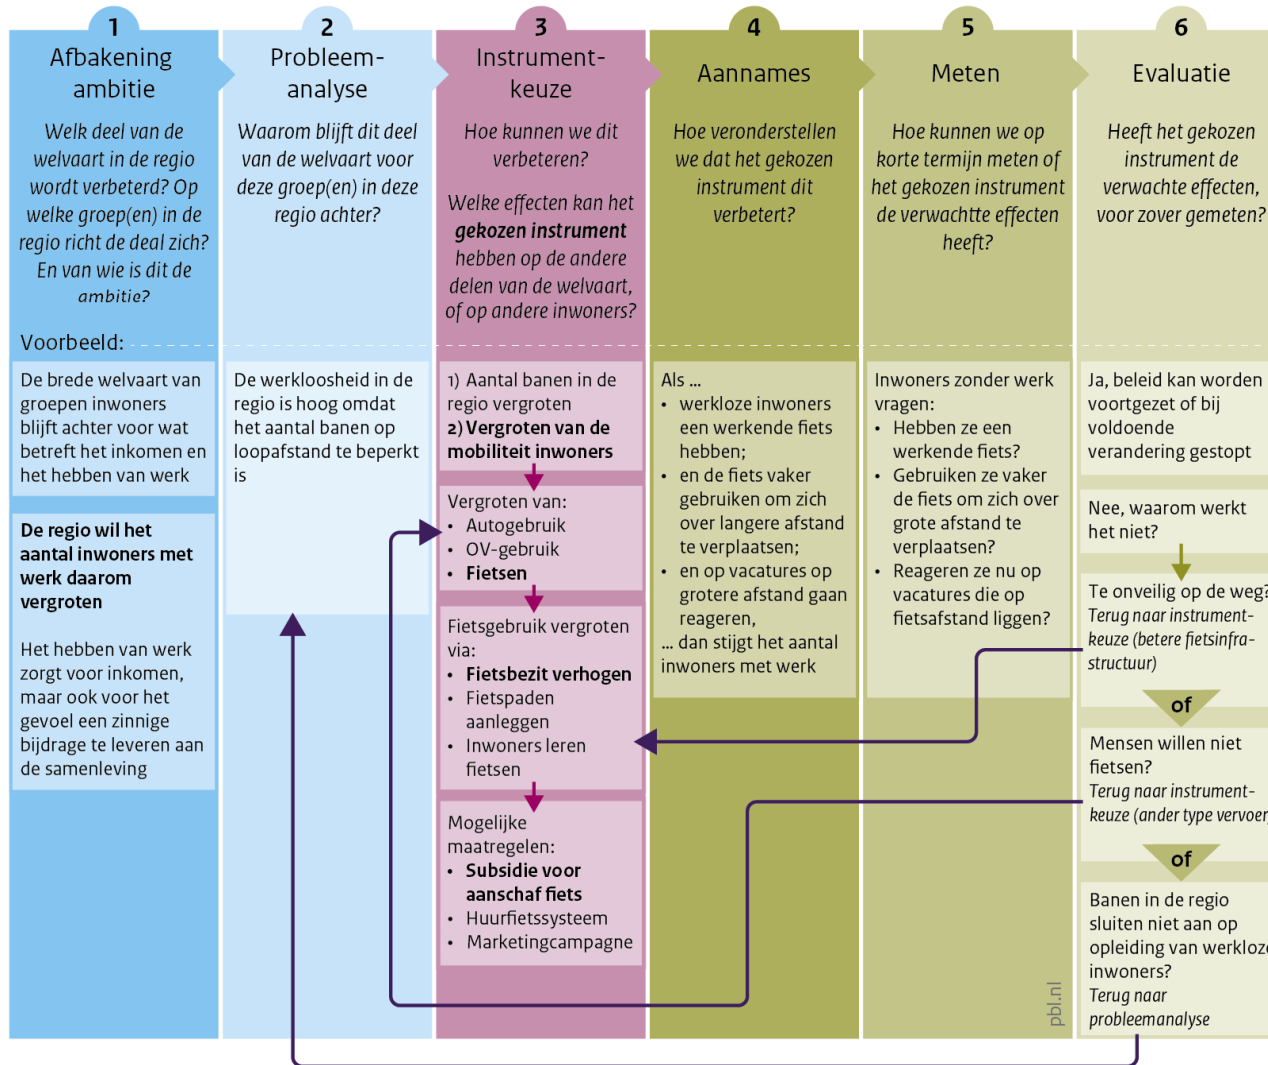 1
Afbakening
ambitie
Welk deel van de
welvaart in de regio
wordt verbeterd? Op
welke groep(en) in de
regio richt de deal zich?
En van wie is dit de
ambitie?
Voorbeeld:
De brede welvaart van
groepen inwoners
blijft achter voor wat
betreft het inkomen en
het hebben van werk
De regio wil het
aantal inwoners met
werk daarom
vergroten
Het hebben van werk
zorgt voor inkomen,
maar ook voor het
gevoel een zinnige
bijdrage te leveren aan
de samenleving
2
Probleem-
analyse
Waarom blijft dit deel
van de welvaart voor
deze groep(en) in deze
regio achter?
De werkloosheid in de
regio is hoog omdat
het aantal banen op
loopafstand te beperkt
is
3
Instrument-
keuze
Hoe kunnen we dit
verbeteren?
Welke effecten kan het
gekozen instrument
hebben op de andere
delen van de welvaart,
of op andere inwoners?
1) Aantal banen in de
regio vergroten
2) Vergroten van de
mobiliteit inwoners
Vergroten van:
• Autogebruik
• OV-gebruik
• Fietsen
Fietsgebruik vergroten
via:
• Fietsbezit verhogen
• Fietspaden
aanleggen
• Inwoners leren
fietsen
Mogelijke
maatregelen:
• Subsidie voor
aanschaf fiets
• Huurfietssysteem
• Marketingcampagne
4
Aannames
Hoe veronderstellen
we dat het gekozen
instrument dit
verbetert?
Als ...
• werkloze inwoners
een werkende fiets
hebben;
• en de fiets vaker
gebruiken om zich
over langere afstand
te verplaatsen;
• en op vacatures op
grotere afstand gaan
reageren,
... dan stijgt het aantal
inwoners met werk
5
Meten
Hoe kunnen we op
korte termijn meten of
het gekozen instrument
de verwachtte effecten
heeft?
Inwoners zonder werk
vragen:
• Hebben ze een
werkende fiets?
• Gebruiken ze vaker
de fiets om zich over
grote afstand te
verplaatsen?
• Reageren ze nu op
vacatures die op
fietsafstand liggen?
6
Evaluatie
Heeft het gekozen
instrument de
verwachte effecten,
voor zover gemeten?
Ja, beleid kan worden
voortgezet of bij
voldoende
verandering gestopt
Nee, waarom werkt
het niet?
Te onveilig op de weg?
Terug naar instrument-
keuze (betere fietsinfra-
structuur)
of
Mensen willen niet
fietsen?
Terug naar instrument-
keuze (ander type vervoer
of
Banen in de regio
sluiten niet aan op
opleiding van werkloze
inwoners?
Terug naar
probleemanalyse
pbl.nl